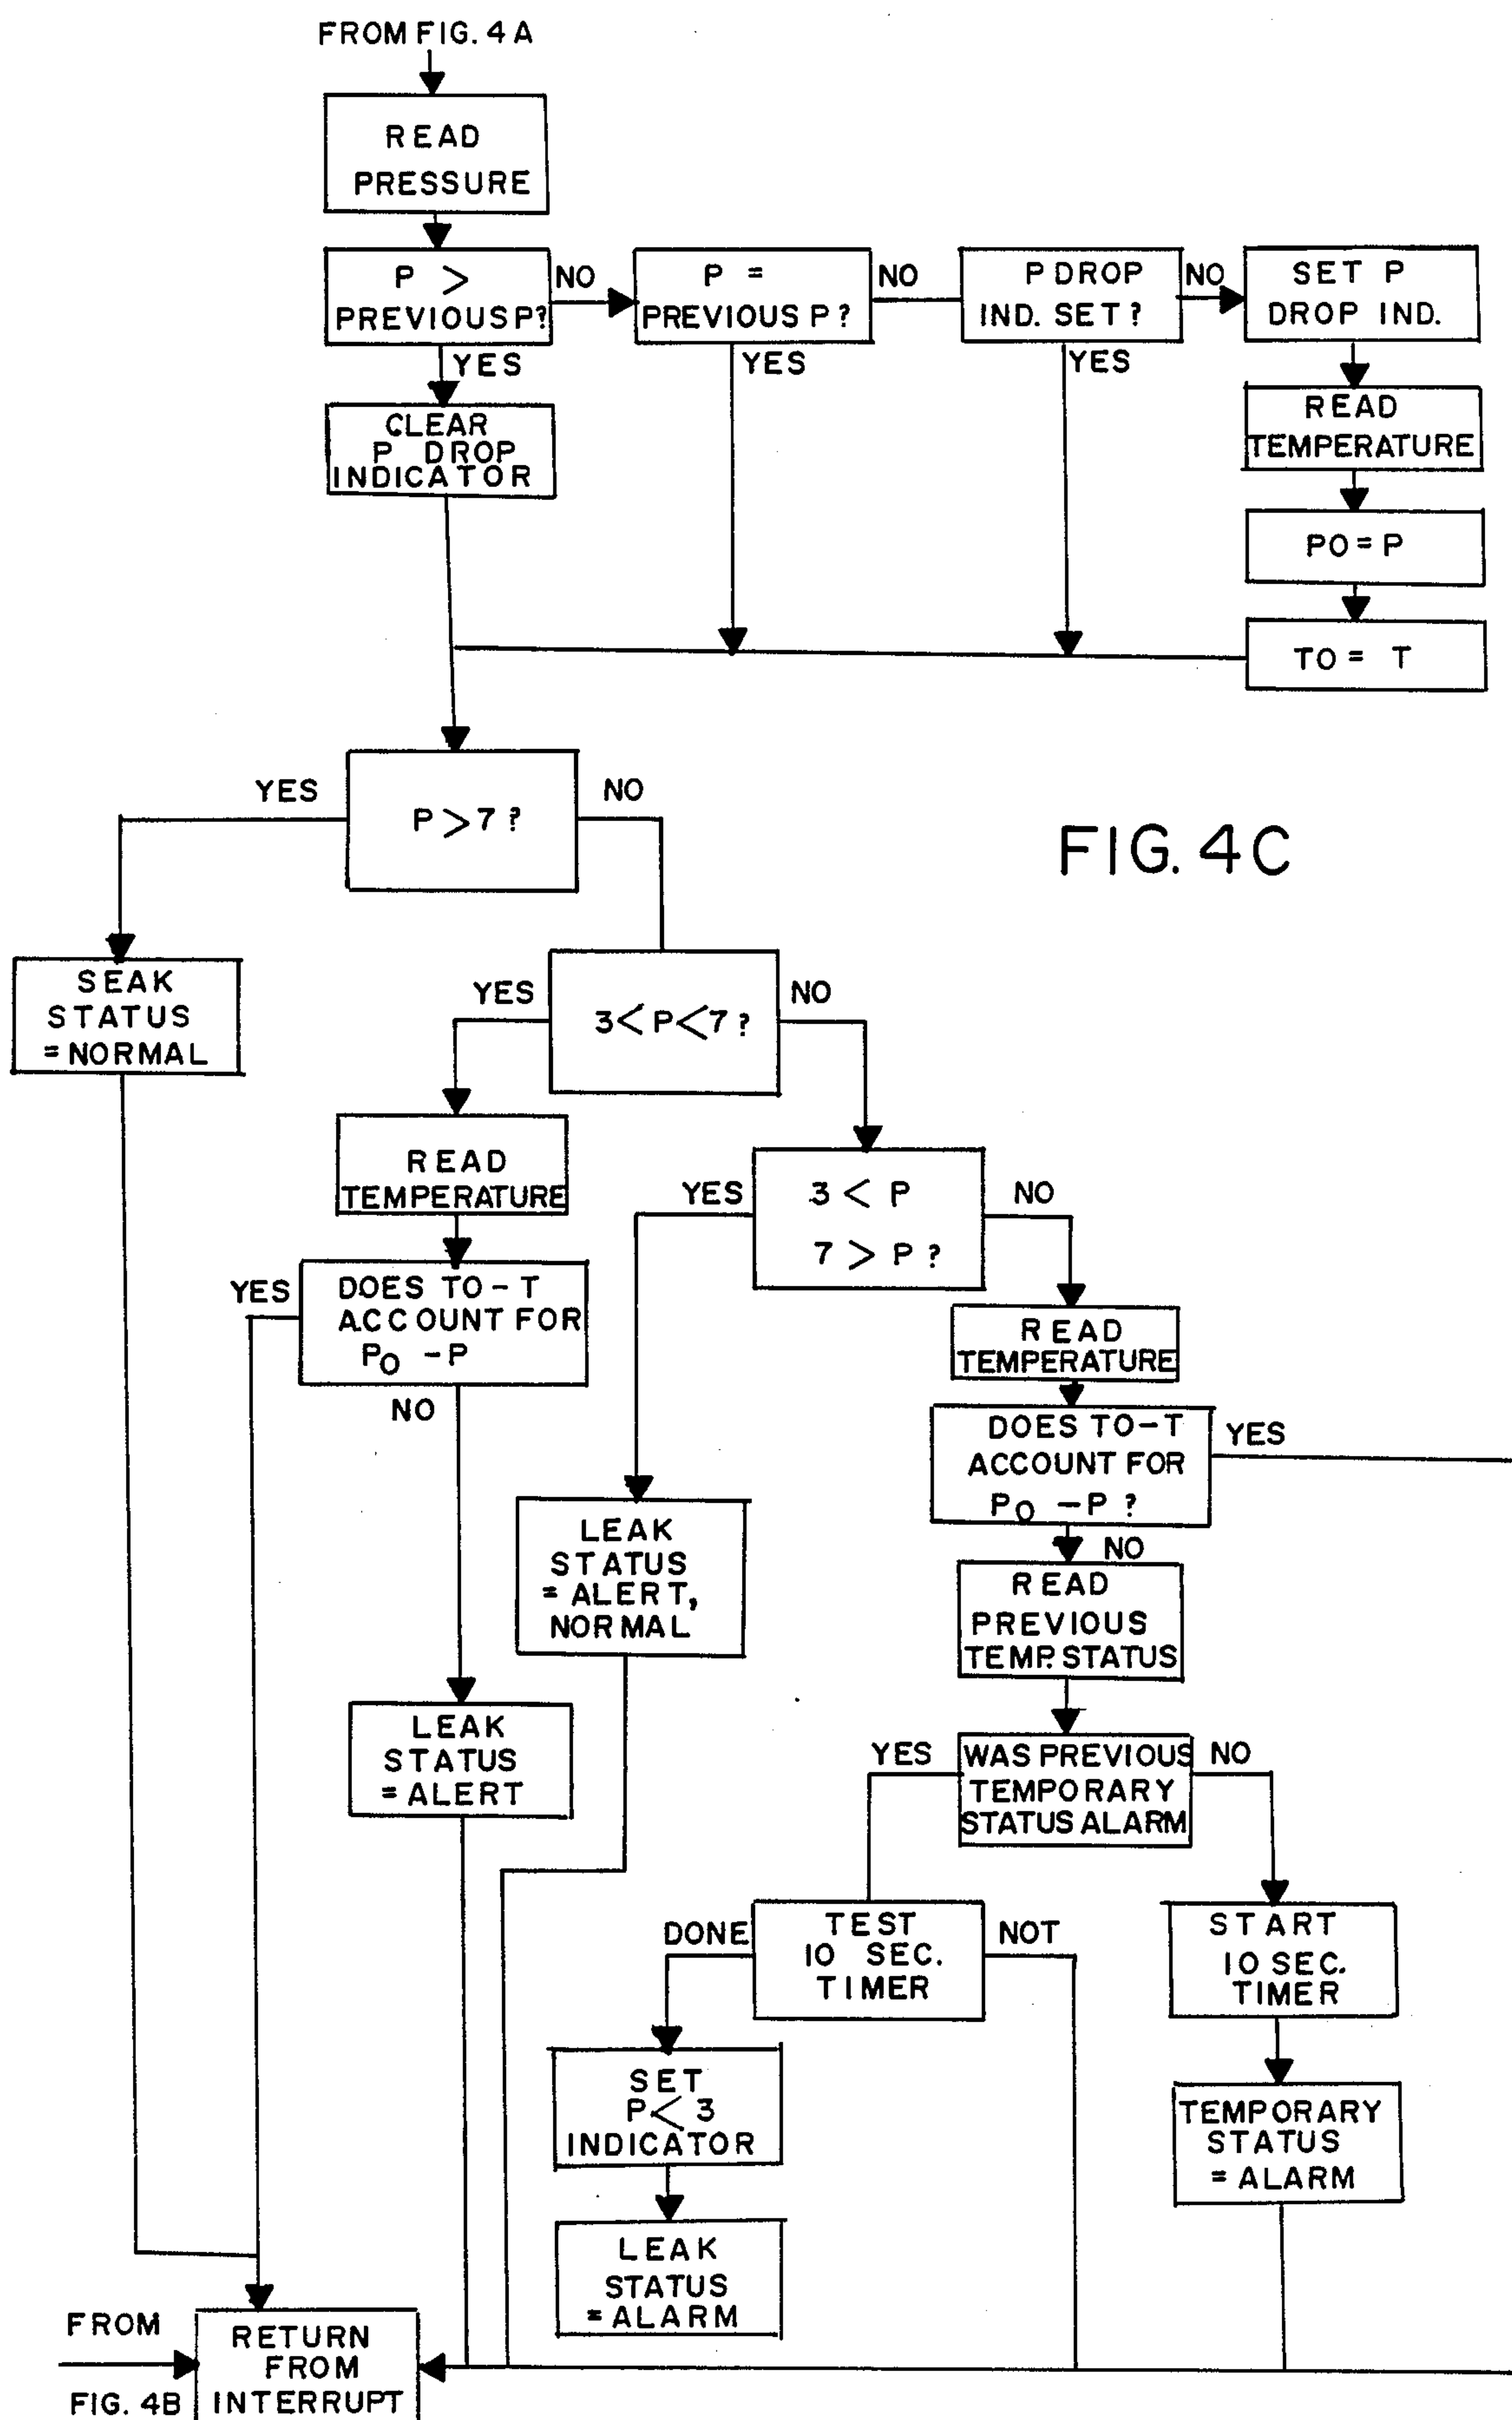 FROM FIG. 4A
READ
PRESSURE
P >
PREVIOUS P?
NO
P =
PREVIOUS P?
NO
P DROP
IND. SET?
NO
SET P
DROP IND.
YES
YES
YES
CLEAR
P DROP
INDICATOR
READ
TEMPERATURE
PO = P
TO = T
YES
P > 7?
NO
FIG. 4C
SEAK
STATUS
= NORMAL
YES
3 < P < 7?
NO
READ
TEMPERATURE
YES
3 < P
7 > P?
NO
YES
DOES TO - T
ACCOUNT FOR
PO - P
NO
READ
TEMPERATURE
DOES TO - T
ACCOUNT FOR
PO - P ?
YES
NO
LEAK
STATUS
= ALERT,
NORMAL
READ
PREVIOUS
TEMP. STATUS
LEAK
STATUS
= ALERT
YES
WAS PREVIOUS
TEMPORARY
STATUS ALARM
NO
DONE
TEST
10 SEC.
TIMER
NOT
START
10 SEC.
TIMER
SET
P < 3
INDICATOR
TEMPORARY
STATUS
= ALARM
LEAK
STATUS
= ALARM
FROM
FIG. 4B
RETURN
FROM
INTERRUPT